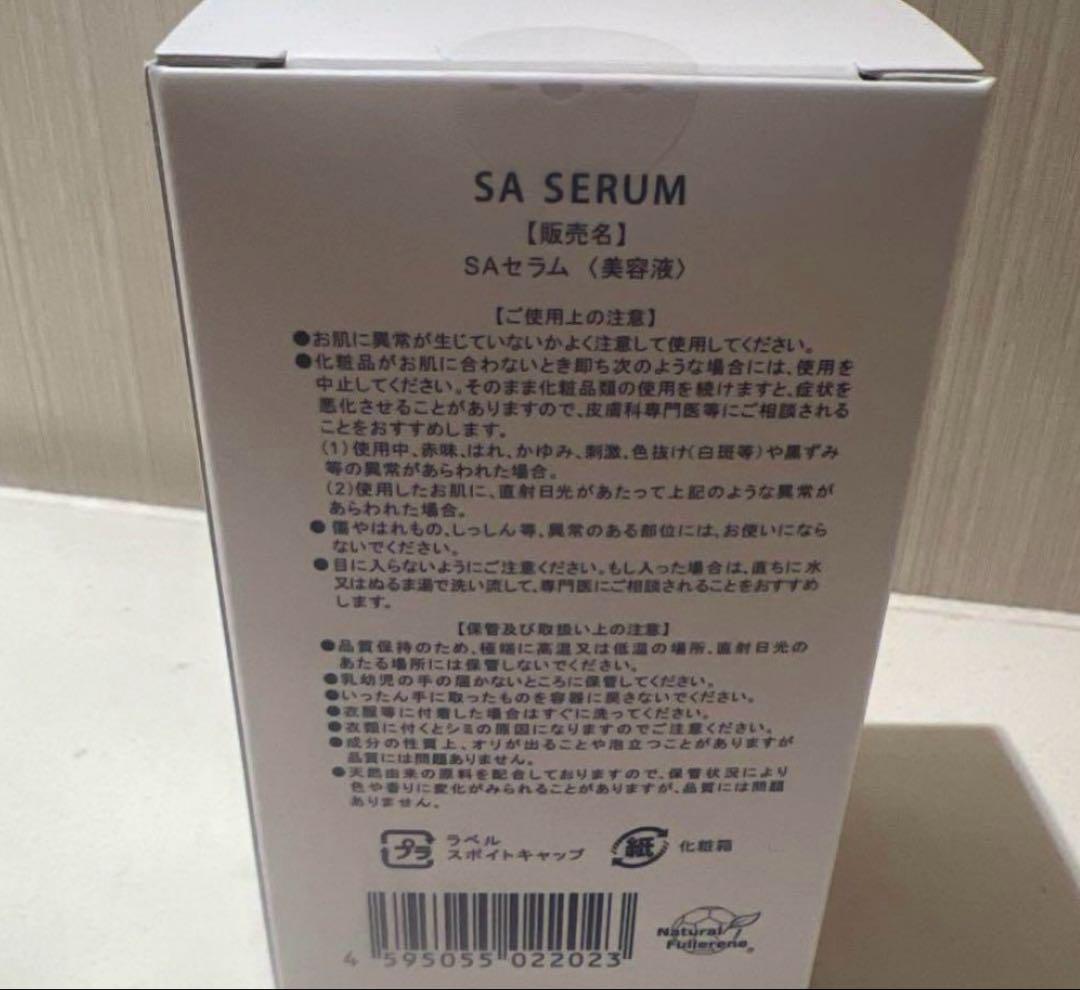 SA SERUM
【販売名】
SAセラム 〈美容液〉
【ご使用上の注意】
●お肌に異常が生じていないかよく注意して使用してください。
●化粧品がお肌に合わないとき即ち次のような場合には、使用を
中止してください。そのまま化粧品類の使用を続けますと、症状を
悪化させることがありますので、皮膚科専門医等にご相談される
ことをおすすめします。
(1)使用中、赤味、はれ、かゆみ、刺激、色抜け(白斑等)や黒ずみ
等の異常があらわれた場合。
(2)使用したお肌に、直射日光があたって上記のような異常が
あらわれた場合。
●傷やはれもの、しっしん等、異常のある部位には、お使いになら
ないでください。
●目に入らないようにご注意ください。もし入った場合は、直ちに水
又はぬるま湯で洗い流して、専門医にご相談されることをおすすめ
します。
【保管及び取扱い上の注意】
●品質保持のため、極端に高温又は低温の場所、直射日光の
あたる場所には保管しないでください。
●乳幼児の手の届かないところに保管してください。
●いったん手に取ったものを容器に戻さないでください。
●衣服等に付着した場合はすぐに洗ってください。
●衣類に付くとシミの原因になりますのでご注意ください。
●成分の性質上、オリが出ることや泡立つことがありますが
品質には問題ありません。
●天然由来の原料を配合しておりますので、保管状況により
色や香りに変化がみられることがありますが、品質には問題
ありません。
プラ
ラベル
スポイトキャップ
紙 化粧箱
4 595055 022023
Natural
Fullerene®